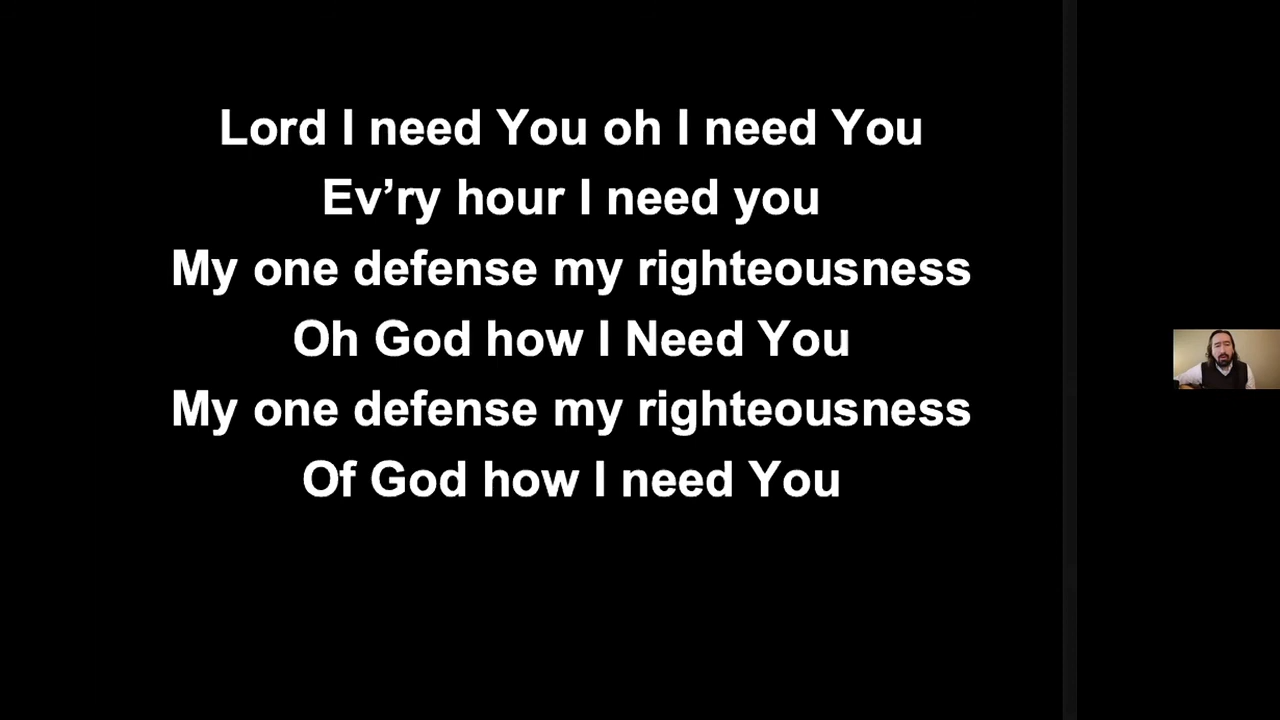 Lord I need You oh I need You
Ev’ry hour I need you
My one defense my righteousness
Oh God how I Need You
My one defense my righteousness
Of God how I need You